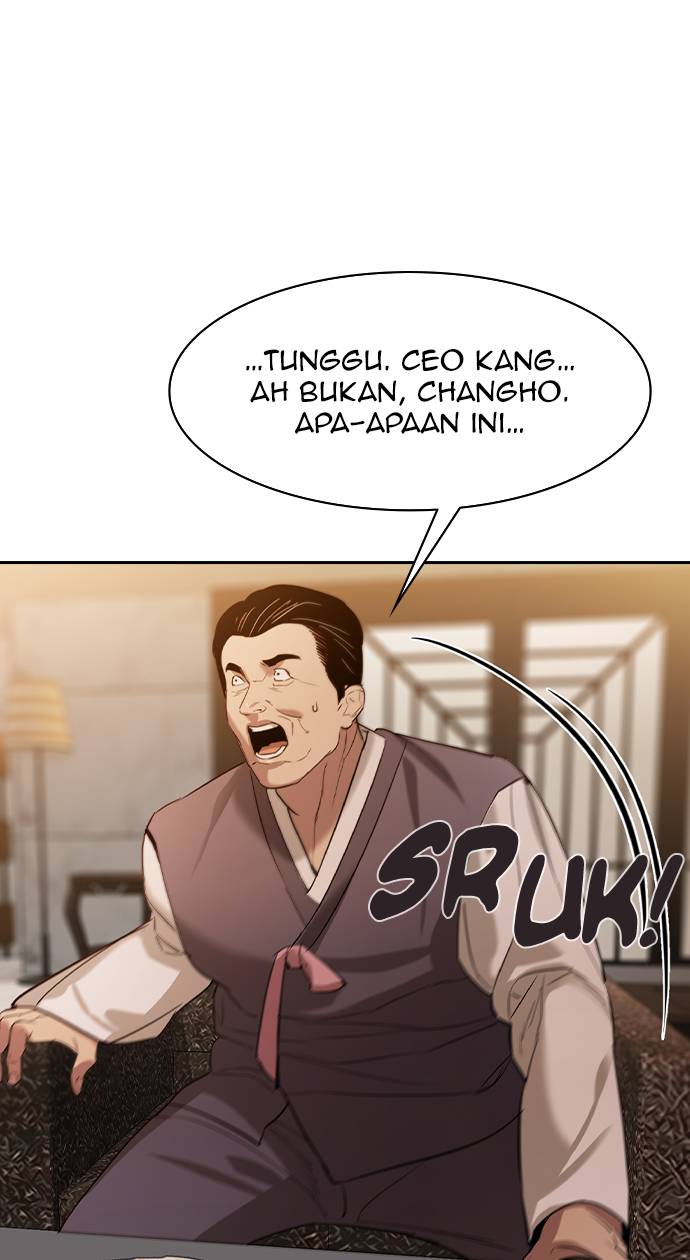 ...TUNGGU. CEO KANG...
AH BUKAN, CHANGHO.
APA-APAAN INI...
SRUK!